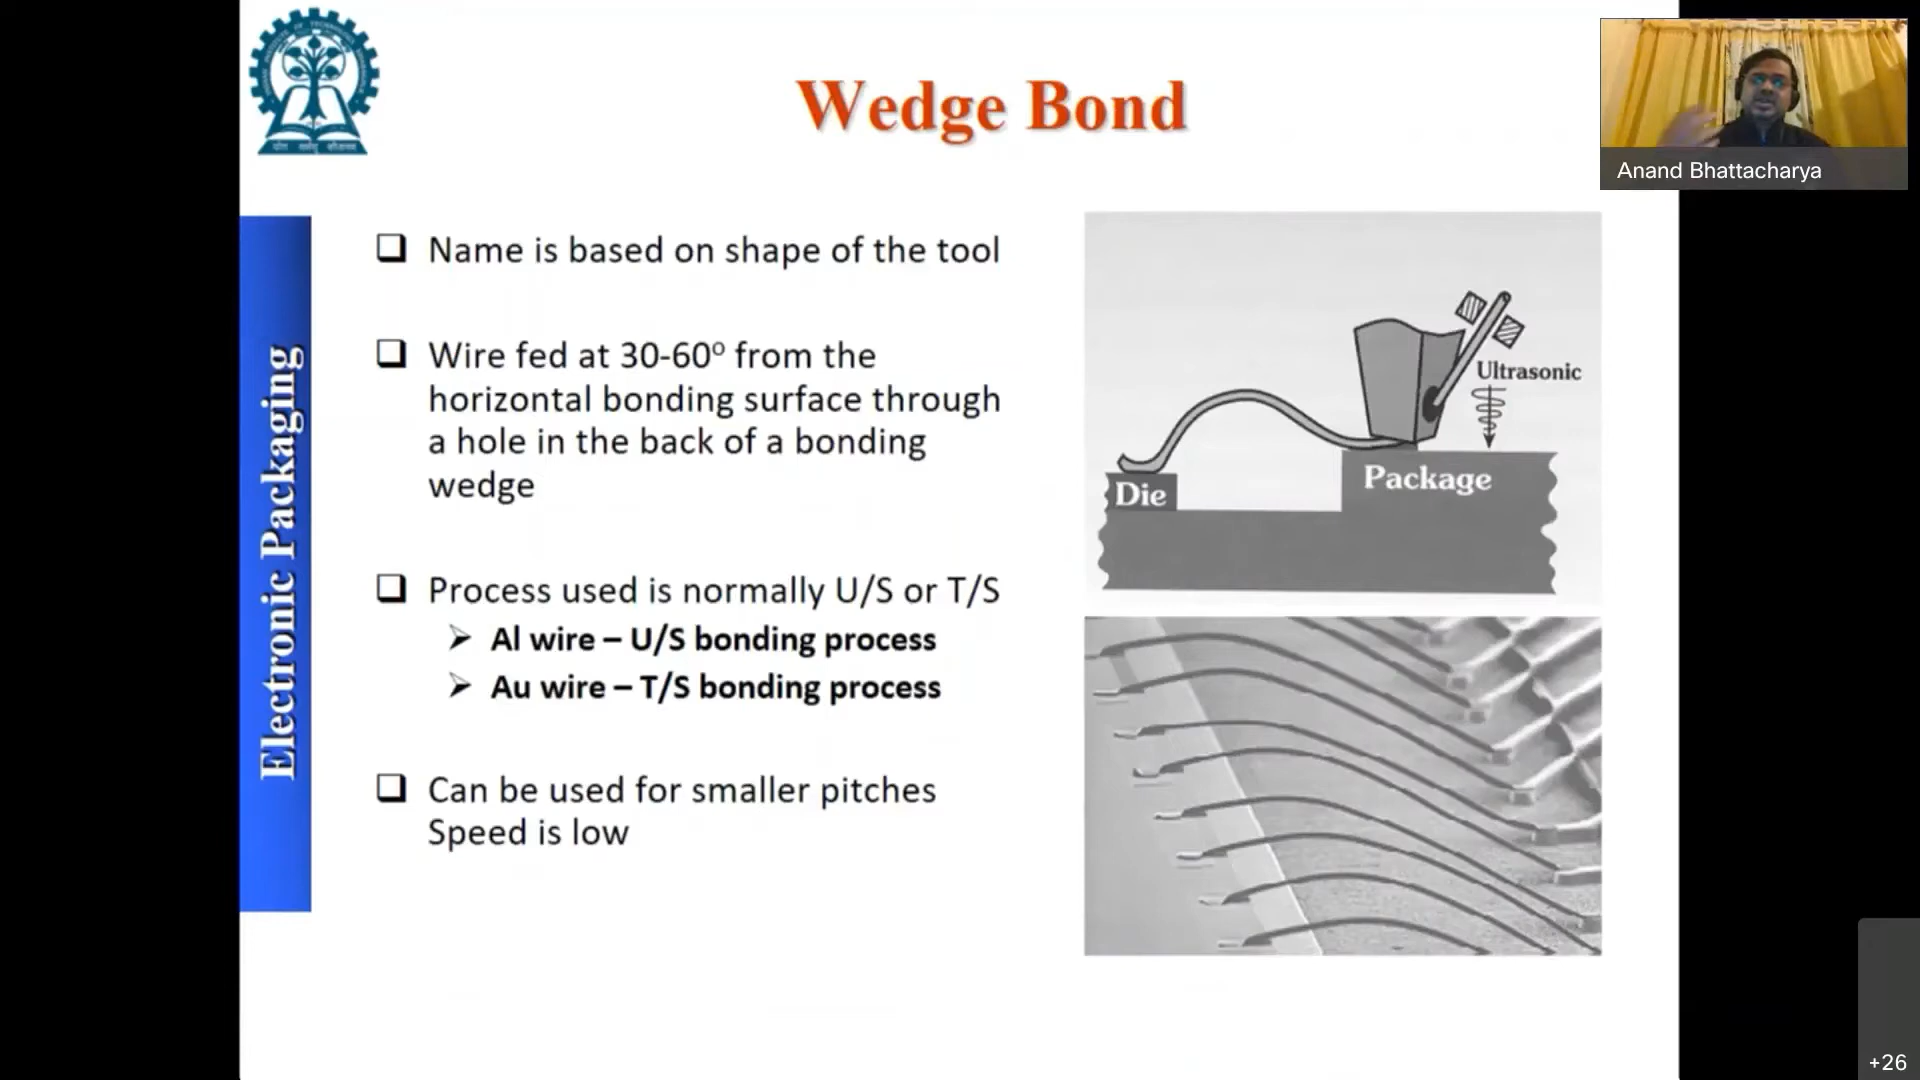 Wedge Bond
Anand Bhattacharya
Electronic Packaging
Name is based on shape of the tool
Wire fed at 30-60º from the
horizontal bonding surface through
a hole in the back of a bonding
wedge
Process used is normally U/S or T/S
Al wire – U/S bonding process
Au wire – T/S bonding process
Can be used for smaller pitches
Speed is low
Ultrasonic
Package
Die
+26